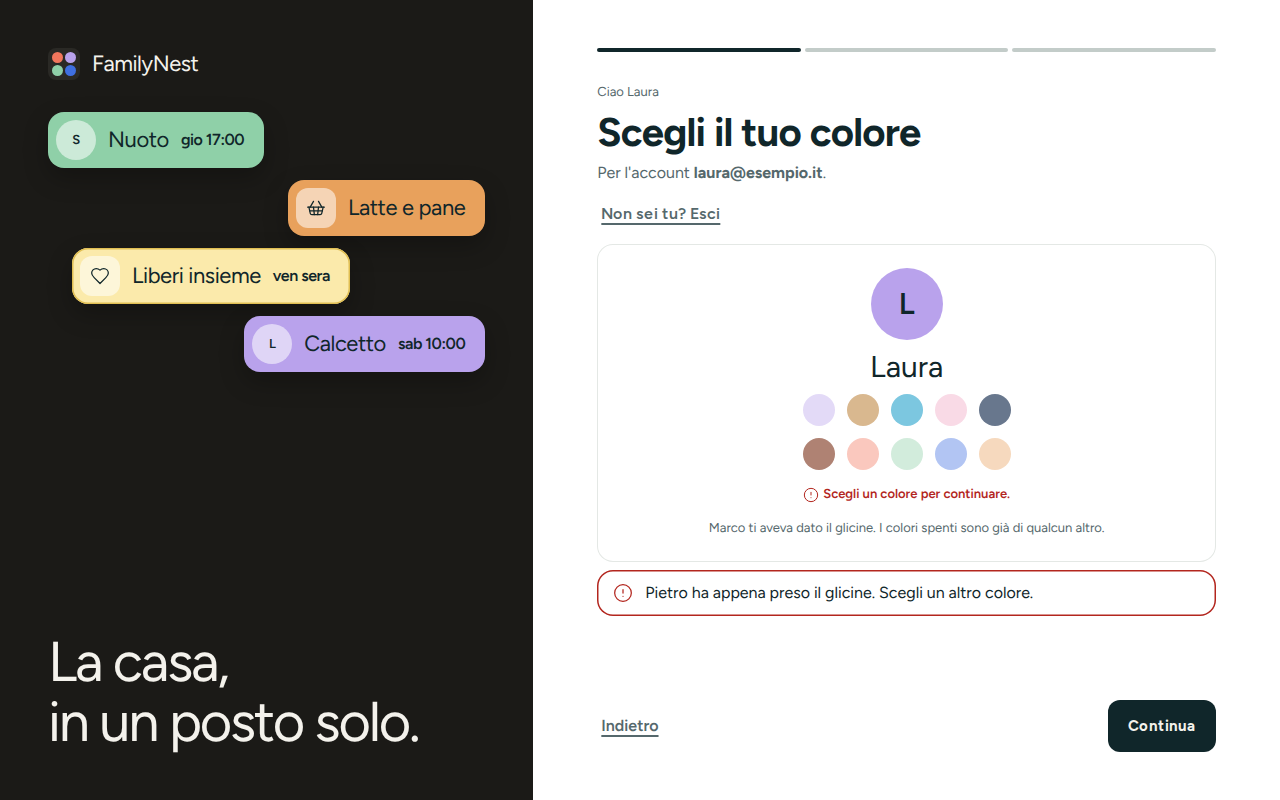 FamilyNest
S
Nuoto gio 17:00
Latte e pane
Liberi insieme ven sera
L
Calcetto sab 10:00
La casa,
in un posto solo.
Ciao Laura
Scegli il tuo colore
Per l'account laura@esempio.it.
Non sei tu? Esci
L
Laura
Scegli un colore per continuare.
Marco ti aveva dato il glicine. I colori spenti sono già di qualcun altro.
Pietro ha appena preso il glicine. Scegli un altro colore.
Indietro
Continua